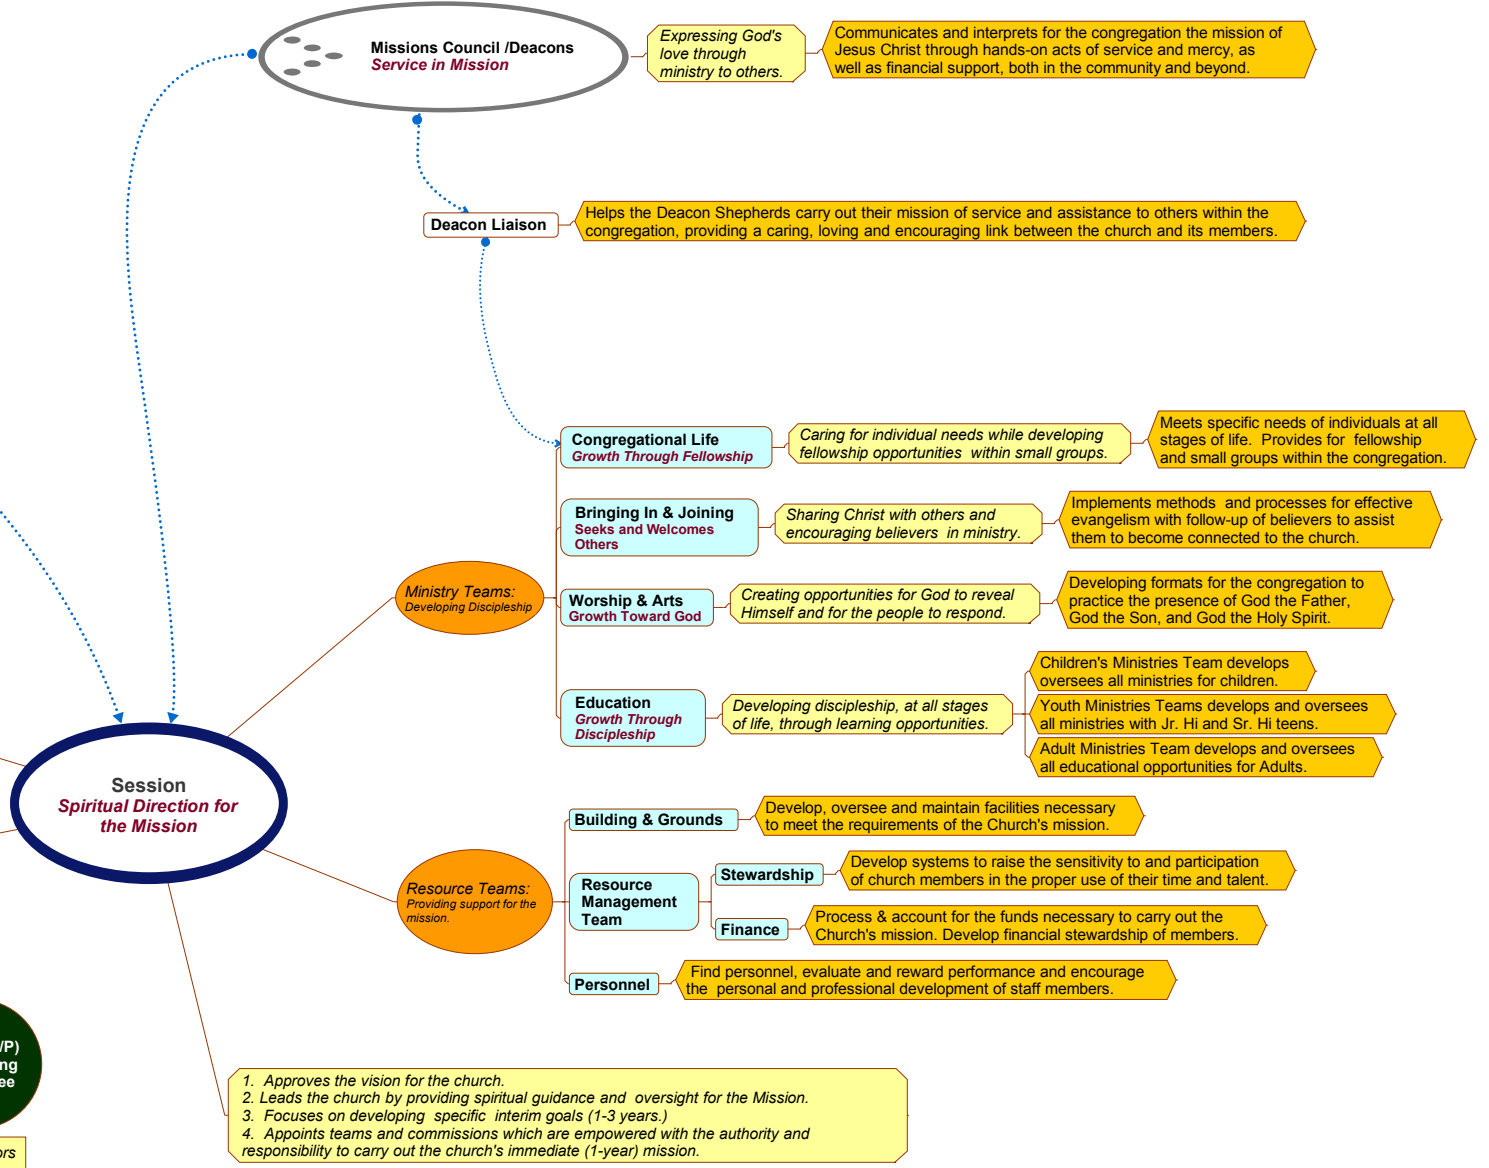 Missions Council /Deacons
Service in Mission
Expressing God's
love through
ministry to others.
Communicates and interprets for the congregation the mission of
Jesus Christ through hands-on acts of service and mercy, as
well as financial support, both in the community and beyond.
Deacon Liaison
Helps the Deacon Shepherds carry out their mission of service and assistance to others within the
congregation, providing a caring, loving and encouraging link between the church and its members.
Congregational Life
Growth Through Fellowship
Caring for individual needs while developing
fellowship opportunities within small groups.
Meets specific needs of individuals at all
stages of life. Provides for fellowship
and small groups within the congregation.
Bringing In & Joining
Seeks and Welcomes
Others
Sharing Christ with others and
encouraging believers in ministry.
Implements methods and processes for effective
evangelism with follow-up of believers to assist
them to become connected to the church.
Ministry Teams:
Developing Discipleship
Worship & Arts
Growth Toward God
Creating opportunities for God to reveal
Himself and for the people to respond.
Developing formats for the congregation to
practice the presence of God the Father,
God the Son, and God the Holy Spirit.
Education
Growth Through
Discipleship
Developing discipleship, at all stages
of life, through learning opportunities.
Children's Ministries Team develops
oversees all ministries for children.
Youth Ministries Teams develops and oversees
all ministries with Jr. Hi and Sr. Hi teens.
Adult Ministries Team develops and oversees
all educational opportunities for Adults.
Session
Spiritual Direction for
the Mission
Resource Teams:
Providing support for the
mission.
Building & Grounds
Develop, oversee and maintain facilities necessary
to meet the requirements of the Church's mission.
Resource
Management
Team
Stewardship
Develop systems to raise the sensitivity to and participation
of church members in the proper use of their time and talent.
Finance
Process & account for the funds necessary to carry out the
Church's mission. Develop financial stewardship of members.
Personnel
Find personnel, evaluate and reward performance and encourage
the personal and professional development of staff members.
/P)
ng
ee
ors
1. Approves the vision for the church.
2. Leads the church by providing spiritual guidance and oversight for the Mission.
3. Focuses on developing specific interim goals (1-3 years.)
4. Appoints teams and commissions which are empowered with the authority and
responsibility to carry out the church's immediate (1-year) mission.